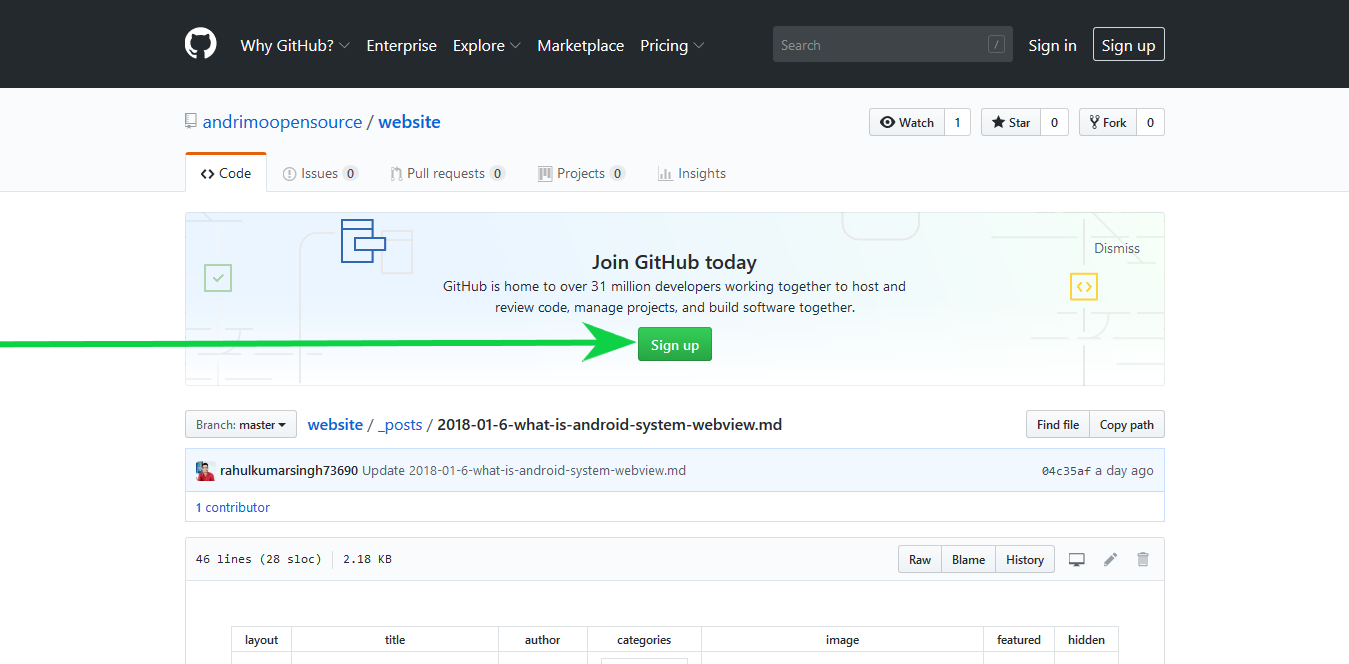 Why GitHub? Enterprise Explore Marketplace Pricing Search / Sign in Sign up
andrimoopensource / website Watch 1 Star 0 Fork 0
Code Issues 0 Pull requests 0 Projects 0 Insights
Dismiss
Join GitHub today
GitHub is home to over 31 million developers working together to host and
review code, manage projects, and build software together.
Sign up
Branch: master website / _posts / 2018-01-6-what-is-android-system-webview.md Find file Copy path
rahulkumarsingh73690 Update 2018-01-6-what-is-android-system-webview.md 04c35af a day ago
1 contributor
46 lines (28 sloc) 2.18 KB Raw Blame History
layout title author categories image featured hidden